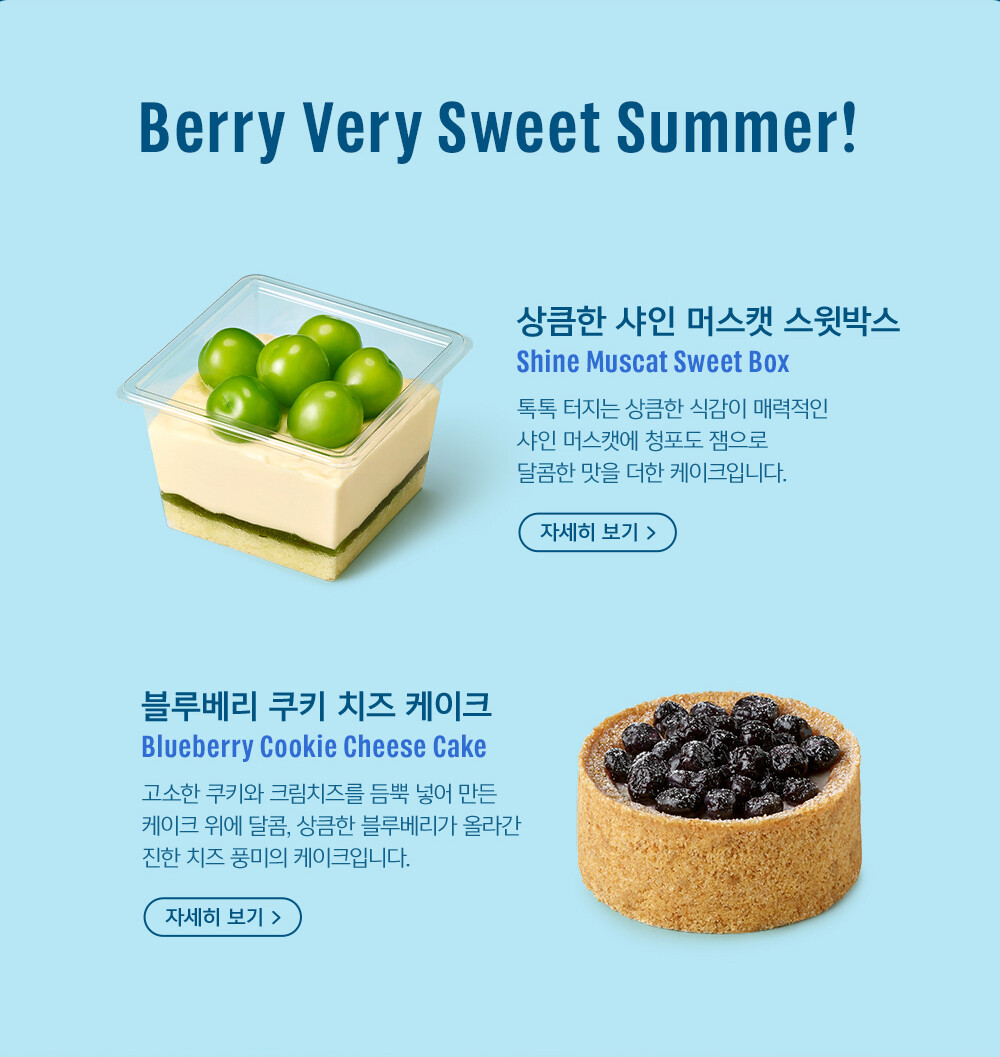 Berry Very Sweet Summer!
상큼한 샤인 머스캣 스윗박스
Shine Muscat Sweet Box
톡톡 터지는 상큼한 식감이 매력적인
샤인 머스캣에 청포도 잼으로
달콤한 맛을 더한 케이크입니다.
자세히 보기 >
블루베리 쿠키 치즈 케이크
Blueberry Cookie Cheese Cake
고소한 쿠키와 크림치즈를 듬뿍 넣어 만든
케이크 위에 달콤, 상큼한 블루베리가 올라간
진한 치즈 풍미의 케이크입니다.
자세히 보기 >